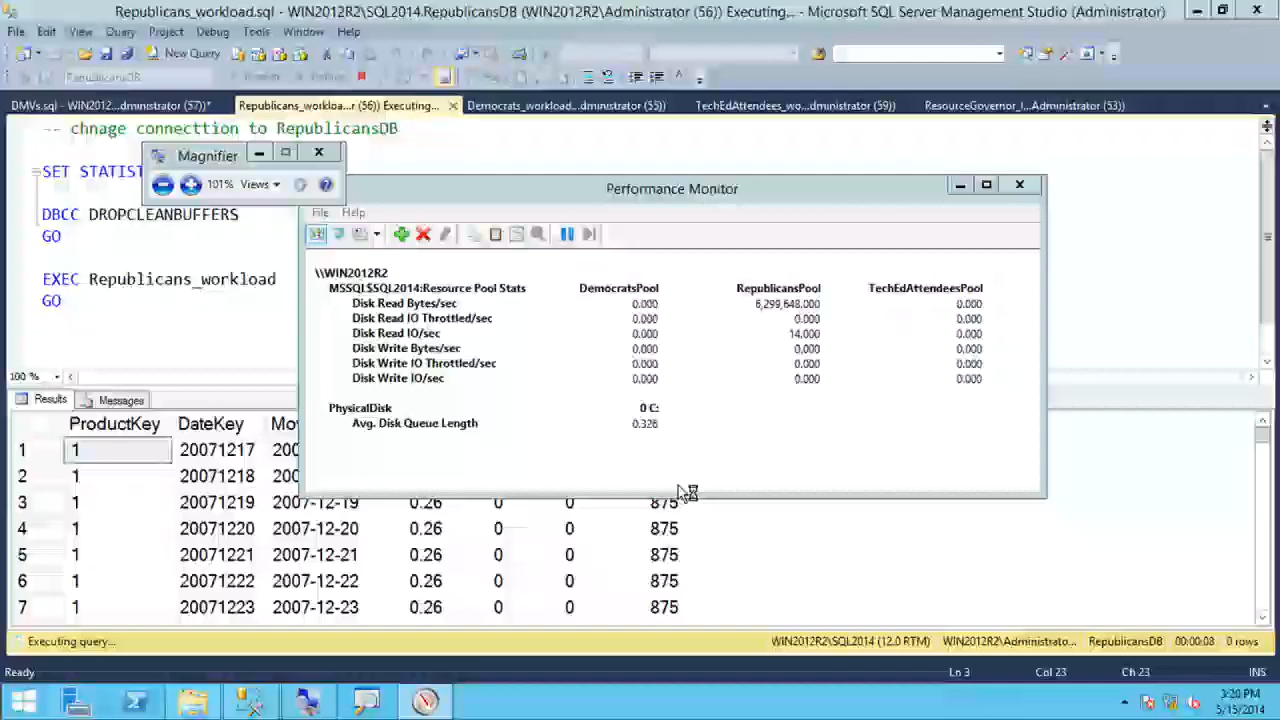 Republicans_workload.sql - WIN2012R2\SQL2014.RepublicansDB (WIN2012R2\Administrator (56)) Executing... - Microsoft SQL Server Management Studio (Administrator)
File Edit View Query Project Debug Tools Window Help
New Query
RepublicansDB
DMVs.sql - WIN2012...dministrator (57))* Republicans_workloa...r (56)) Executing... Democrats_workload...dministrator (55)) TechEdAttendees_wo...dministrator (59)) ResourceGovernor_I...Administrator (53))
-- chnage connecttion to RepublicansDB
Magnifier
SET STATIST
101% Views
Performance Monitor
DBCC DROPCLEANBUFFERS
File Help
GO
\\WIN2012R2
EXEC Republicans_workload
GO
MSSQL$SQL2014:Resource Pool Stats DemocratsPool RepublicansPool TechEdAttendeesPool
Disk Read Bytes/sec 0.000 6,299,648.000 0.000
Disk Read IO Throttled/sec 0.000 0.000 0.000
Disk Read IO/sec 0.000 14.000 0.000
Disk Write Bytes/sec 0.000 0.000 0.000
Disk Write IO Throttled/sec 0.000 0.000 0.000
Disk Write IO/sec 0.000 0.000 0.000
PhysicalDisk 0 C:
Avg. Disk Queue Length 0.326
100 %
Results Messages
ProductKey DateKey Mov
1 1 20071217 200
2 1 20071218 200
3 1 20071219 2007-12-19 0.26 0 0 875
4 1 20071220 2007-12-20 0.26 0 0 875
5 1 20071221 2007-12-21 0.26 0 0 875
6 1 20071222 2007-12-22 0.26 0 0 875
7 1 20071223 2007-12-23 0.26 0 0 875
Executing query... WIN2012R2\SQL2014 (12.0 RTM) WIN2012R2\Administrato... RepublicansDB 00:00:08 0 rows
Ready Ln 3 Col 23 Ch 23 INS
3:20 PM
5/15/2014